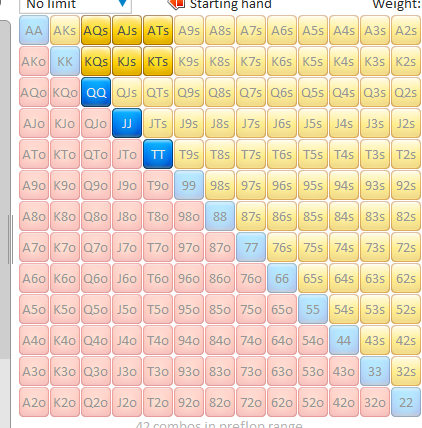 No limit Starting hand Weight:
AA AKs AQs AJs ATs A9s A8s A7s A6s A5s A4s A3s A2s
AKo KK KQs KJs KTs K9s K8s K7s K6s K5s K4s K3s K2s
AQo KQo QQ QJs QTs Q9s Q8s Q7s Q6s Q5s Q4s Q3s Q2s
AJo KJo QJo JJ JTs J9s J8s J7s J6s J5s J4s J3s J2s
ATo KTo QTo JTo TT T9s T8s T7s T6s T5s T4s T3s T2s
A9o K9o Q9o J9o T9o 99 98s 97s 96s 95s 94s 93s 92s
A8o K8o Q8o J8o T8o 98o 88 87s 86s 85s 84s 83s 82s
A7o K7o Q7o J7o T7o 97o 87o 77 76s 75s 74s 73s 72s
A6o K6o Q6o J6o T6o 96o 86o 76o 66 65s 64s 63s 62s
A5o K5o Q5o J5o T5o 95o 85o 75o 65o 55 54s 53s 52s
A4o K4o Q4o J4o T4o 94o 84o 74o 64o 54o 44 43s 42s
A3o K3o Q3o J3o T3o 93o 83o 73o 63o 53o 43o 33 32s
A2o K2o Q2o J2o T2o 92o 82o 72o 62o 52o 42o 32o 22
42 combos in preflop range